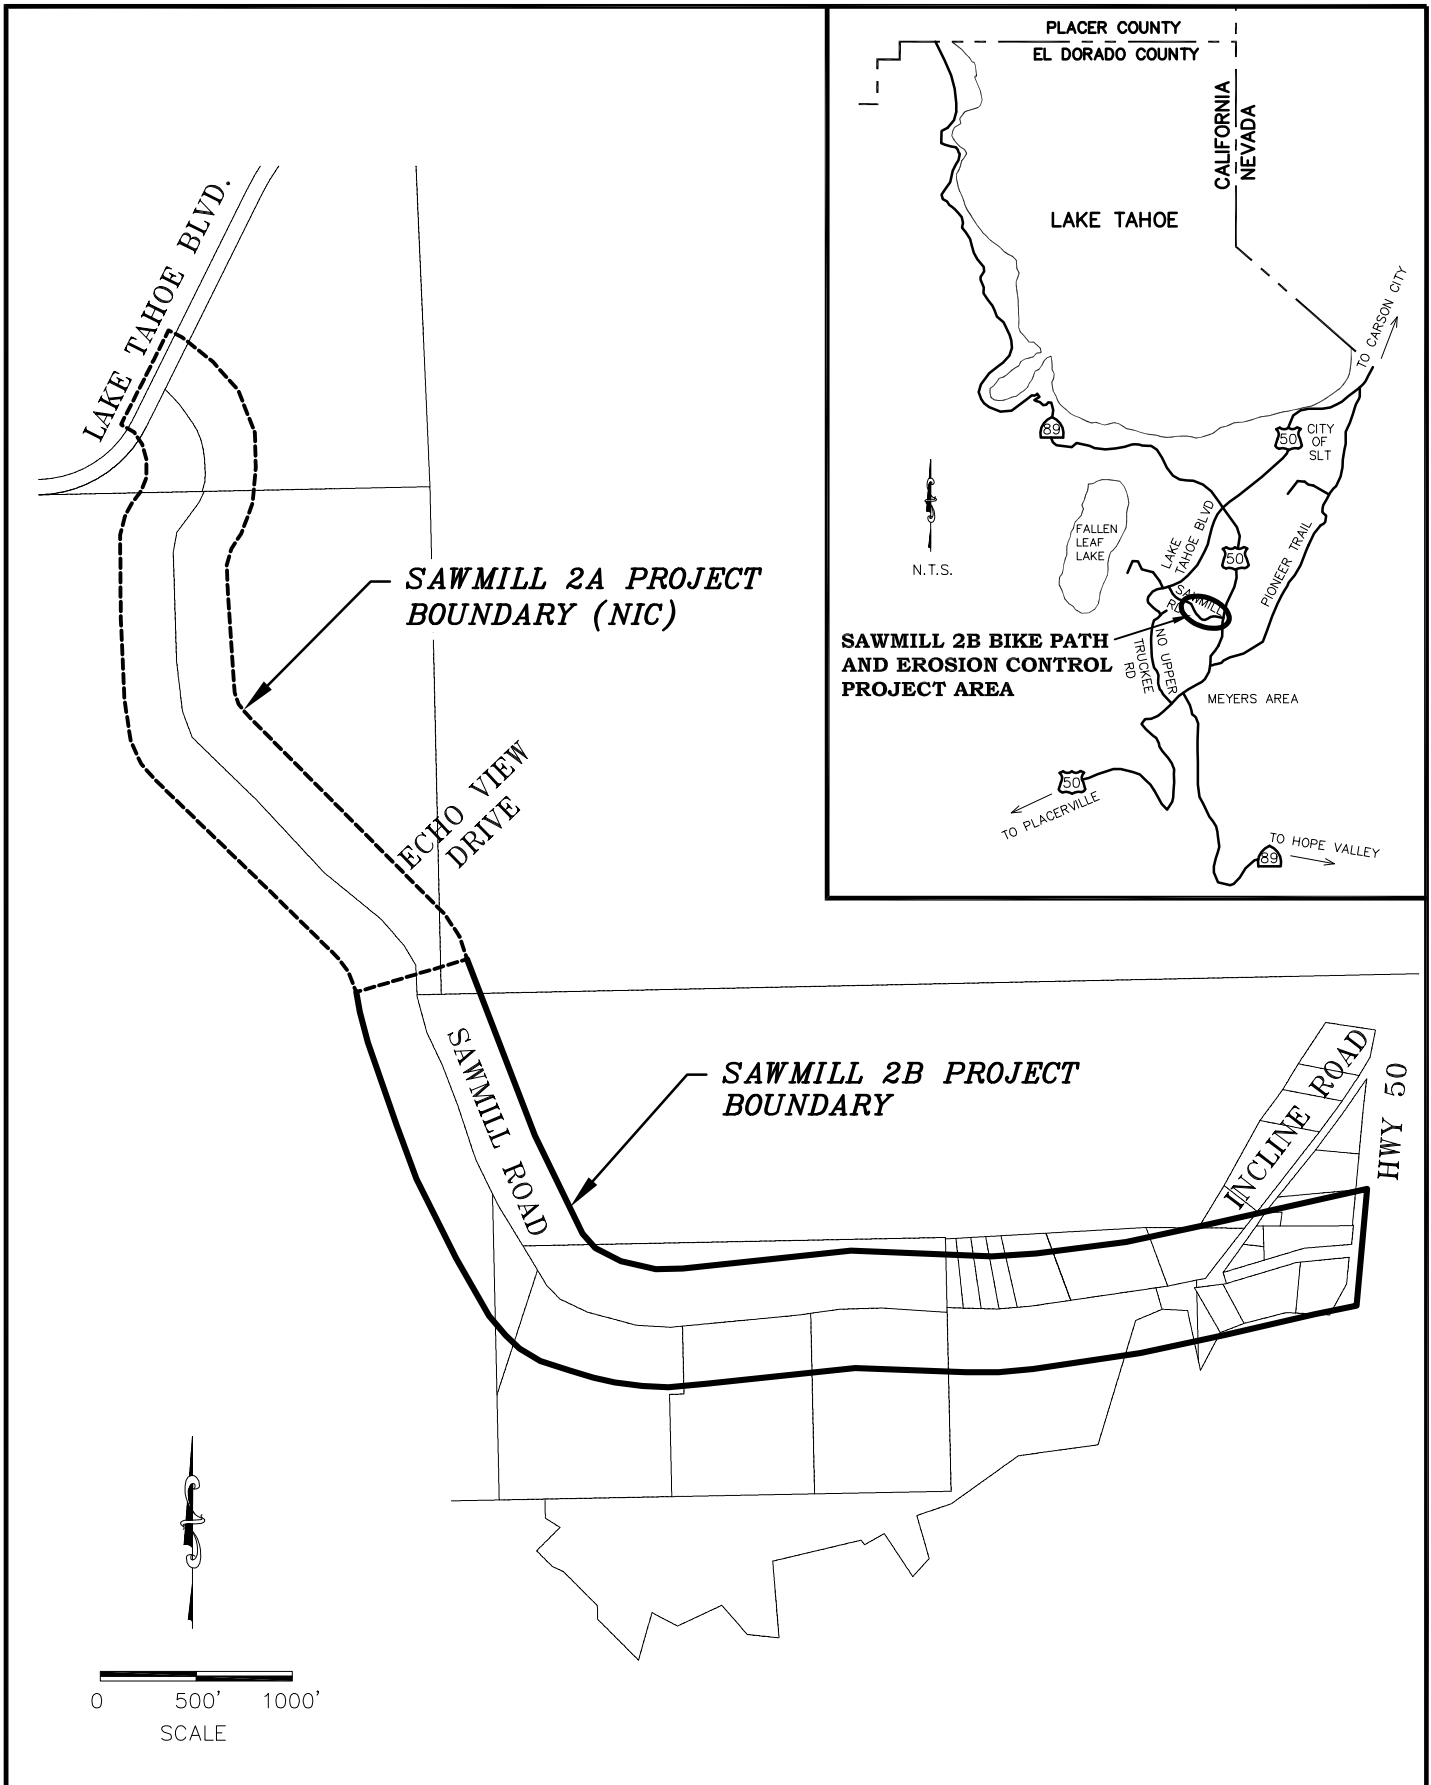 PLACER COUNTY
EL DORADO COUNTY
CALIFORNIA
NEVADA
LAKE TAHOE
TO CARSON CITY
50
CITY
OF
SLT
89
FALLEN
LEAF
LAKE
LAKE
TAHOE BLVD
50
PIONEER TRAIL
N.T.S.
SAWMILL
RD
SAWMILL 2B BIKE PATH
AND EROSION CONTROL
PROJECT AREA
NO UPPER
TRUCKEE
RD
MEYERS AREA
50
TO PLACERVILLE
TO HOPE VALLEY
89
LAKE TAHOE BLVD.
SAWMILL 2A PROJECT
BOUNDARY (NIC)
ECHO VIEW
DRIVE
SAWMILL ROAD
SAWMILL 2B PROJECT
BOUNDARY
INCLINE ROAD
HWY 50
0 500' 1000'
SCALE